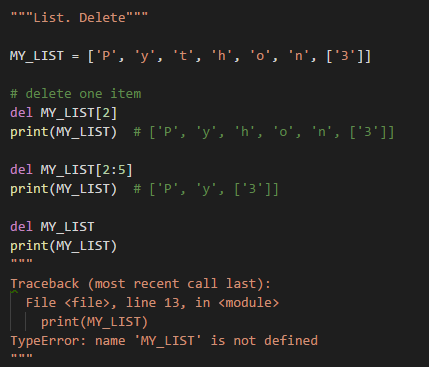 """List. Delete"""
MY_LIST = ['P', 'y', 't', 'h', 'o', 'n', ['3']]
# delete one item
del MY_LIST[2]
print(MY_LIST)  # ['P', 'y', 'h', 'o', 'n', ['3']]
del MY_LIST[2:5]
print(MY_LIST)  # ['P', 'y', ['3']]
del MY_LIST
print(MY_LIST)
"""
Traceback (most recent call last):
  File <file>, line 13, in <module>
    print(MY_LIST)
TypeError: name 'MY_LIST' is not defined
"""